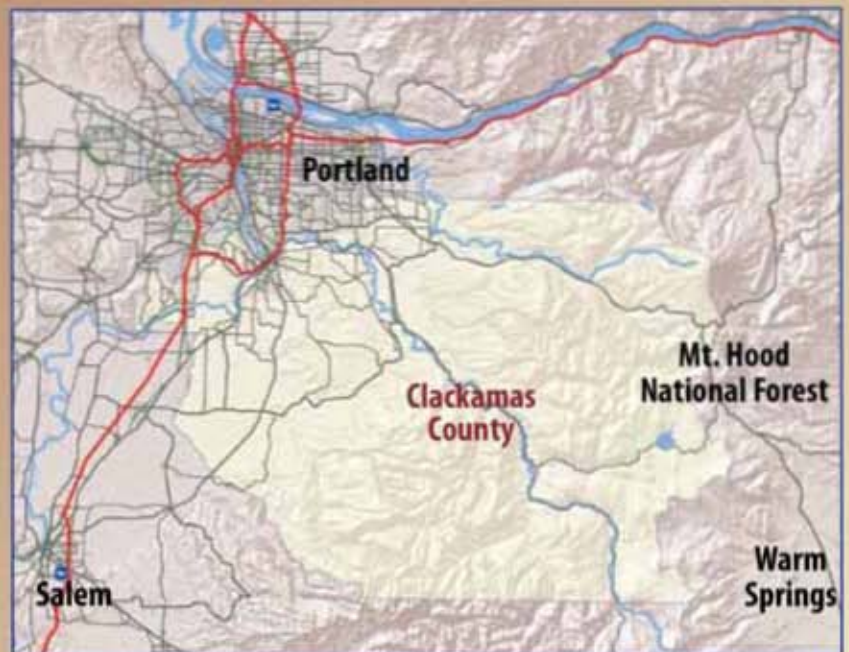 Portland
Mt. Hood
National Forest
Clackamas
County
Warm
Springs
Salem